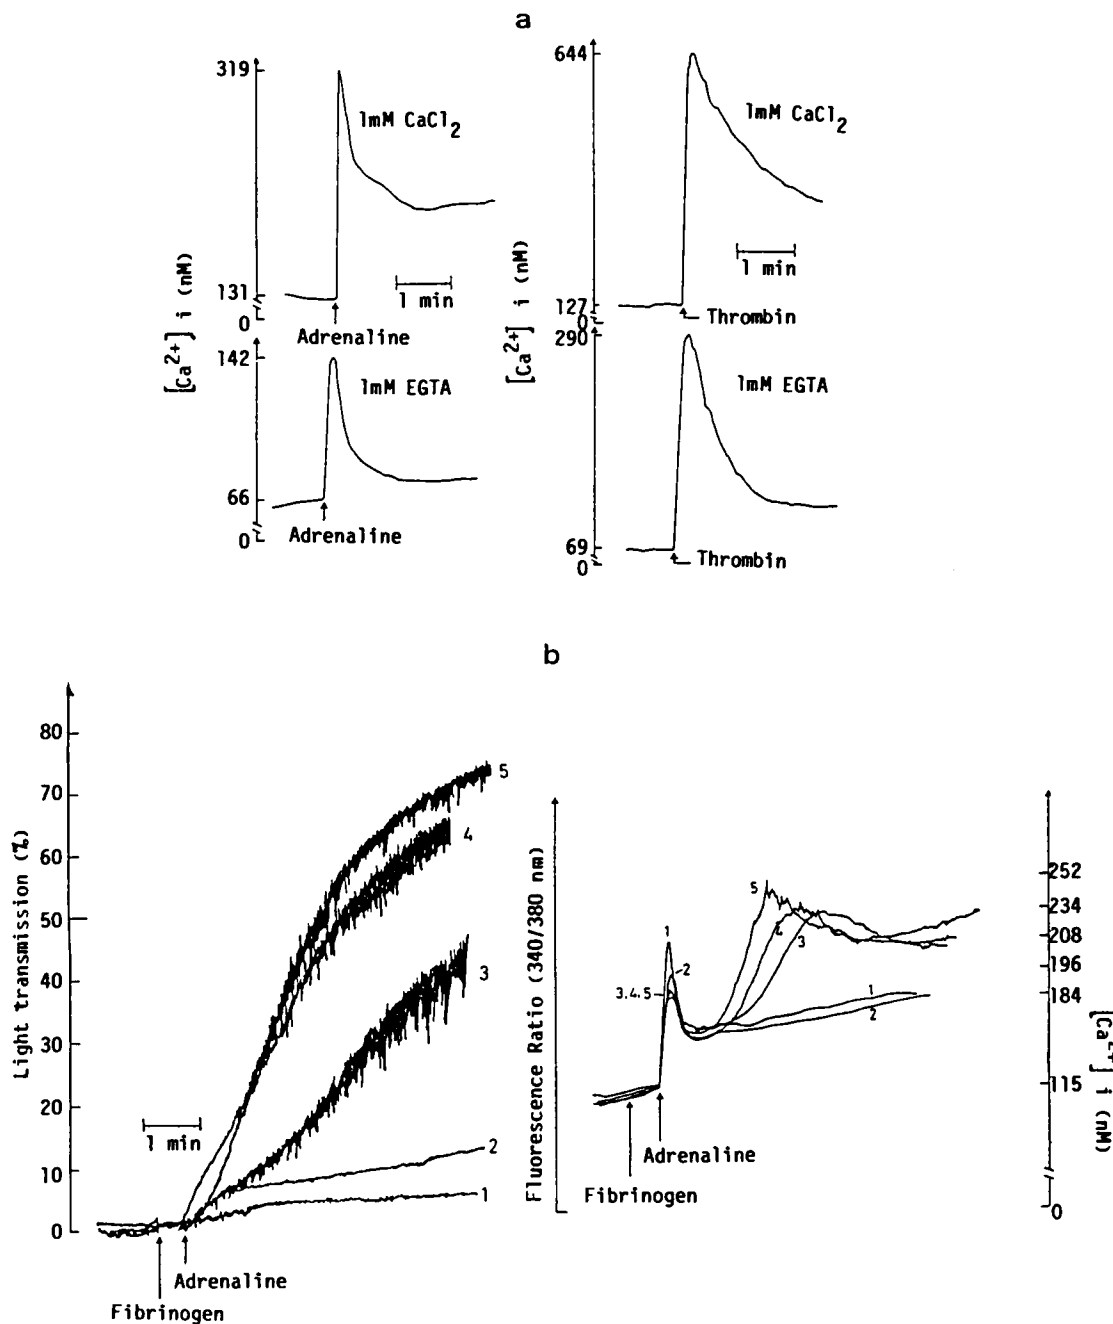 a
319
1mM CaCl2
131
0
1 min
Adrenaline
[Ca2+] i (nM)
142
1mM EGTA
66
0
Adrenaline
644
1mM CaCl2
1 min
127
0
Thrombin
[Ca2+] i (nM)
290
1mM EGTA
69
0
Thrombin
b
Light transmission (%)
80
70
60
50
40
30
20
10
0
1 min
5
4
3
2
1
Adrenaline
Fibrinogen
Fluorescence Ratio (340/380 nm)
1
2
3.4.5
5
4
3
1
2
Adrenaline
Fibrinogen
252
234
208
196
184
115
0
[Ca2+] i (nM)